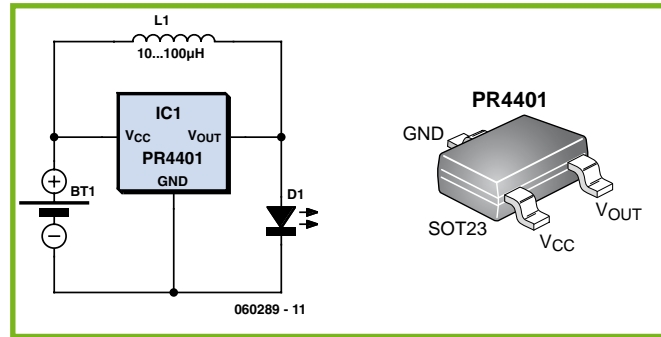 L1
10...100µH
IC1
VCC VOUT
PR4401
GND
BT1
D1
060289 - 11
PR4401
GND
SOT23
VCC
VOUT